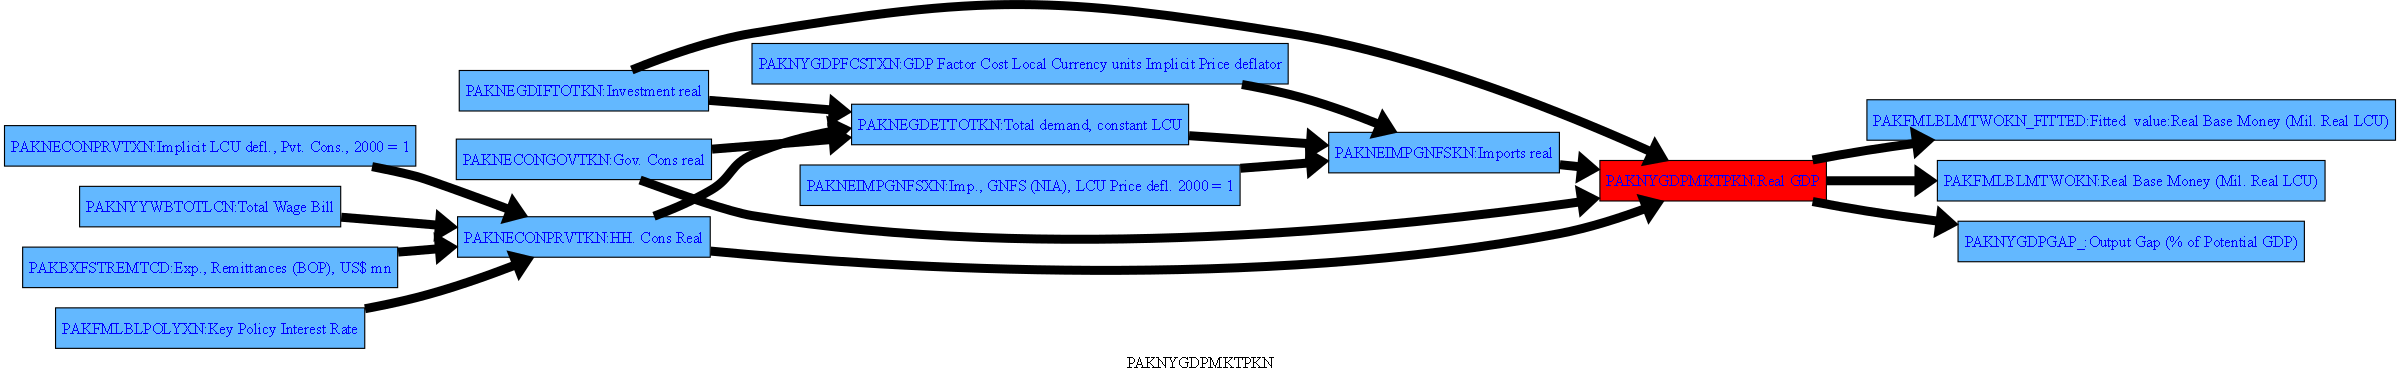 PAKNYGDPFCSTXN:GDP Factor Cost Local Currency units Implicit Price deflator
PAKNEGDIFTOTKN:Investment real
PAKFMLBLMTWOKN_FITTED:Fitted value:Real Base Money (Mil. Real LCU)
PAKNEGDETTOTKN:Total demand, constant LCU
PAKNECONPRVTXN:Implicit LCU defl., Pvt. Cons., 2000 = 1
PAKNEIMPGNFSKN:Imports real
PAKNECONGOVTKN:Gov. Cons real
PAKNYGDPMKTPKN:Real GDP
PAKFMLBLMTWOKN:Real Base Money (Mil. Real LCU)
PAKNEIMPGNFSXN:Imp., GNFS (NIA), LCU Price defl. 2000 = 1
PAKNYYWBTOTLCN:Total Wage Bill
PAKNECONPRVTKN:HH. Cons Real
PAKNYGDPGAP_:Output Gap (% of Potential GDP)
PAKBXFSTREMTCD:Exp., Remittances (BOP), US$ mn
PAKFMLBLPOLYXN:Key Policy Interest Rate
PAKNYGDPMKTPKN